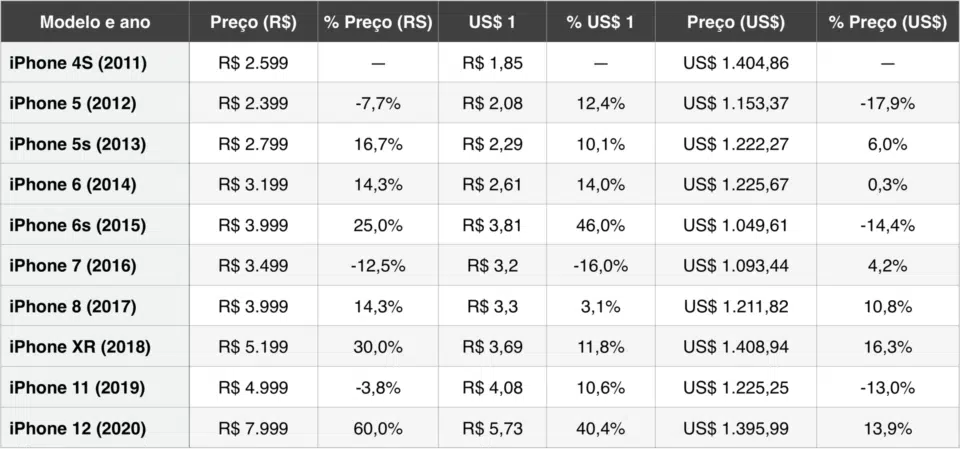 Modelo e ano Preço (R$) % Preço (RS) US$ 1 % US$ 1 Preço (US$) % Preço (US$)
iPhone 4S (2011) R$ 2.599 — R$ 1,85 — US$ 1.404,86 —
iPhone 5 (2012) R$ 2.399 -7,7% R$ 2,08 12,4% US$ 1.153,37 -17,9%
iPhone 5s (2013) R$ 2.799 16,7% R$ 2,29 10,1% US$ 1.222,27 6,0%
iPhone 6 (2014) R$ 3.199 14,3% R$ 2,61 14,0% US$ 1.225,67 0,3%
iPhone 6s (2015) R$ 3.999 25,0% R$ 3,81 46,0% US$ 1.049,61 -14,4%
iPhone 7 (2016) R$ 3.499 -12,5% R$ 3,2 -16,0% US$ 1.093,44 4,2%
iPhone 8 (2017) R$ 3.999 14,3% R$ 3,3 3,1% US$ 1.211,82 10,8%
iPhone XR (2018) R$ 5.199 30,0% R$ 3,69 11,8% US$ 1.408,94 16,3%
iPhone 11 (2019) R$ 4.999 -3,8% R$ 4,08 10,6% US$ 1.225,25 -13,0%
iPhone 12 (2020) R$ 7.999 60,0% R$ 5,73 40,4% US$ 1.395,99 13,9%